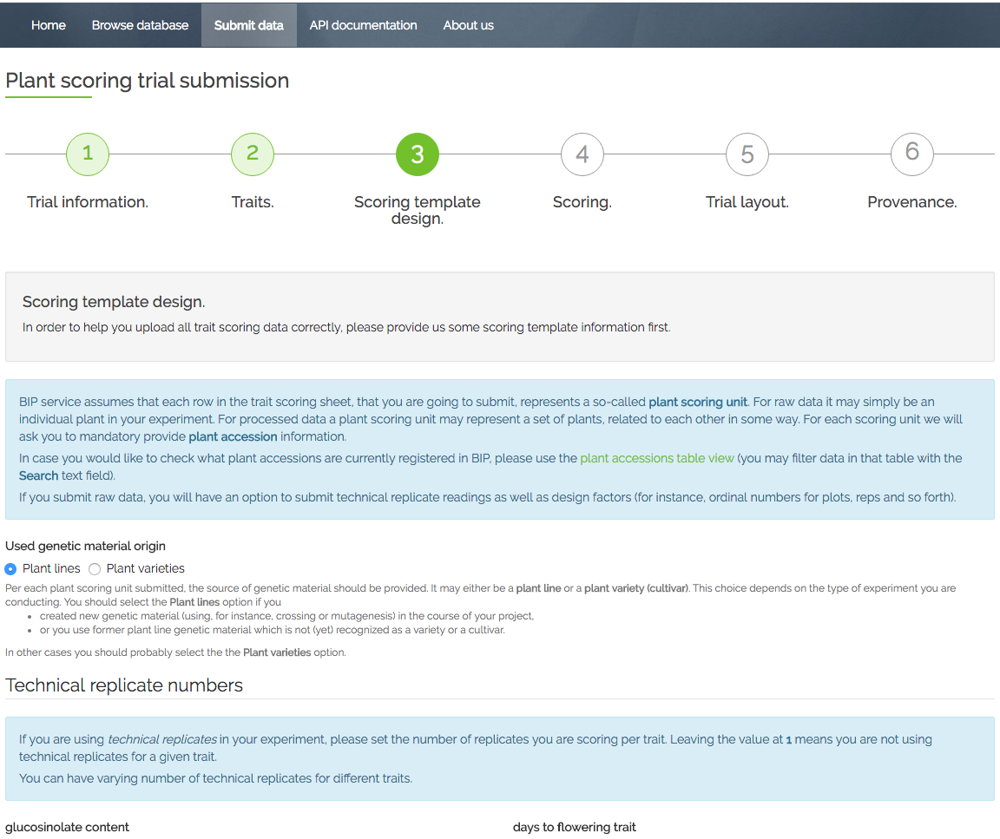 Home Browse database Submit data API documentation About us
Plant scoring trial submission
1 2 3 4 5 6
Trial information. Traits. Scoring template design. Scoring. Trial layout. Provenance.
Scoring template design.
In order to help you upload all trait scoring data correctly, please provide us some scoring template information first.
BIP service assumes that each row in the trait scoring sheet, that you are going to submit, represents a so-called plant scoring unit. For raw data it may simply be an
individual plant in your experiment. For processed data a plant scoring unit may represent a set of plants, related to each other in some way. For each scoring unit we will
ask you to mandatory provide plant accession information.
In case you would like to check what plant accessions are currently registered in BIP, please use the plant accessions table view (you may filter data in that table with the
Search text field).
If you submit raw data, you will have an option to submit technical replicate readings as well as design factors (for instance, ordinal numbers for plots, reps and so forth).
Used genetic material origin
Plant lines Plant varieties
Per each plant scoring unit submitted, the source of genetic material should be provided. It may either be a plant line or a plant variety (cultivar). This choice depends on the type of experiment you are
conducting. You should select the Plant lines option if you
• created new genetic material (using, for instance, crossing or mutagenesis) in the course of your project,
• or you use former plant line genetic material which is not (yet) recognized as a variety or a cultivar.
In other cases you should probably select the the Plant varieties option.
Technical replicate numbers
If you are using technical replicates in your experiment, please set the number of replicates you are scoring per trait. Leaving the value at 1 means you are not using
technical replicates for a given trait.
You can have varying number of technical replicates for different traits.
glucosinolate content days to flowering trait